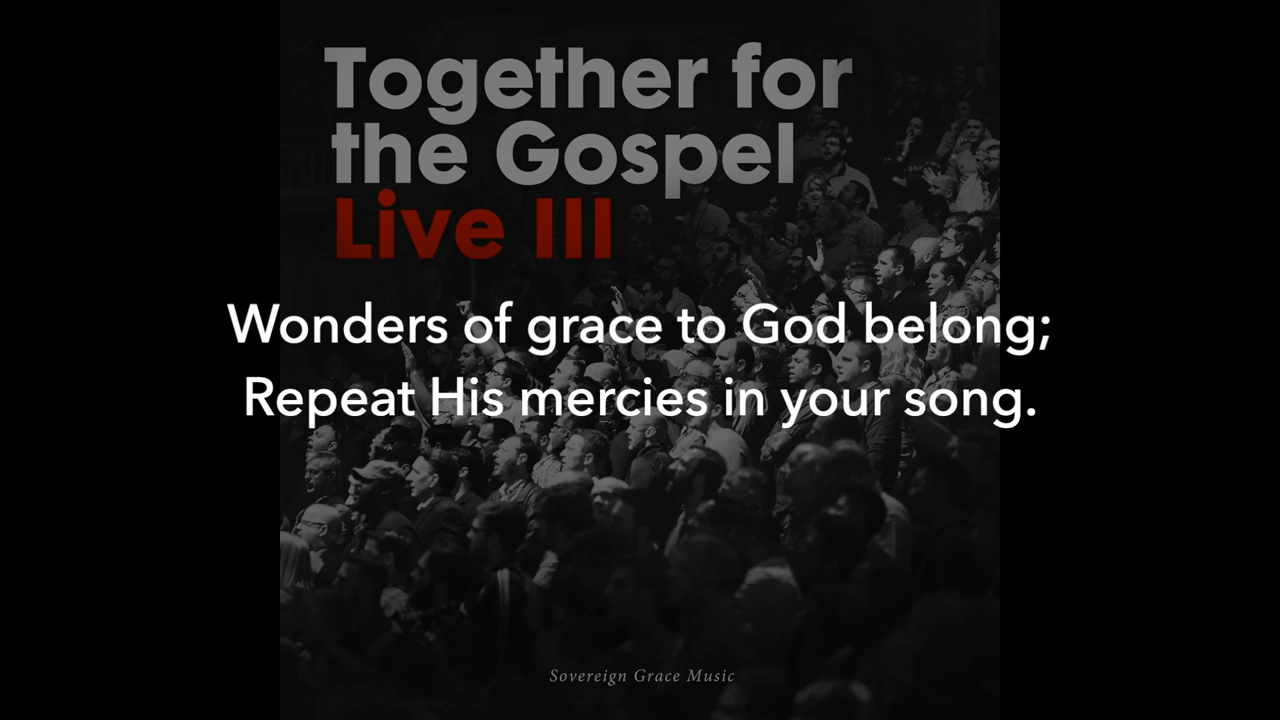 Together for
the Gospel
Live III
Wonders of grace to God belong;
Repeat His mercies in your song.
Sovereign Grace Music